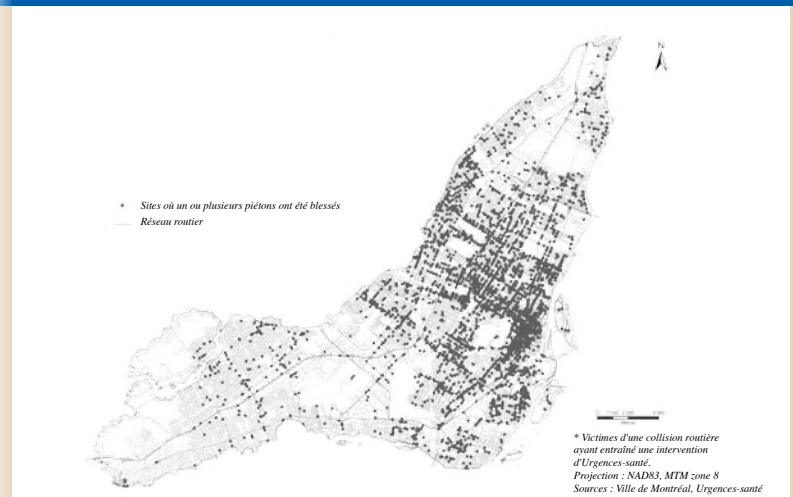 N
* Sites où un ou plusieurs piétons ont été blessés
Réseau routier
* Victimes d'une collision routière
ayant entraîné une intervention
d'Urgences-santé.
Projection : NAD83, MTM zone 8
Sources : Ville de Montréal, Urgences-santé